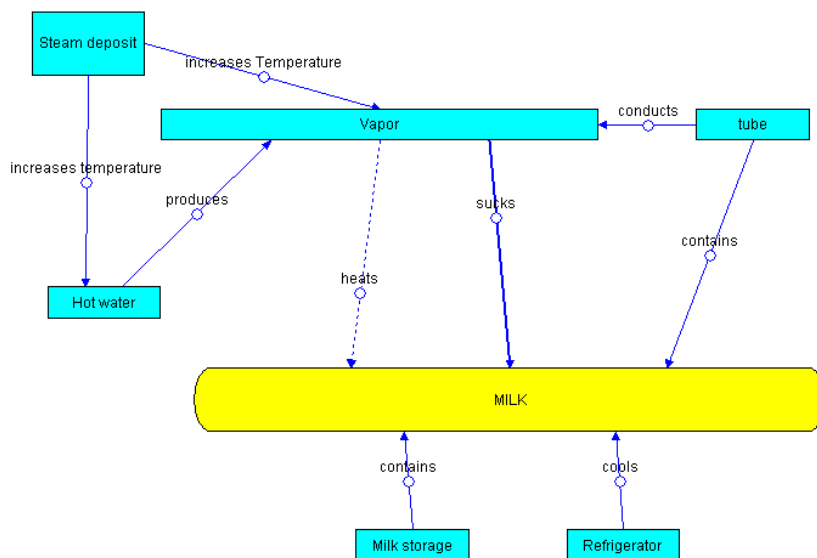 Steam deposit
increases Temperature
conducts
Vapor
tube
increases temperature
produces
sucks
contains
heats
Hot water
MILK
contains
cools
Milk storage
Refrigerator